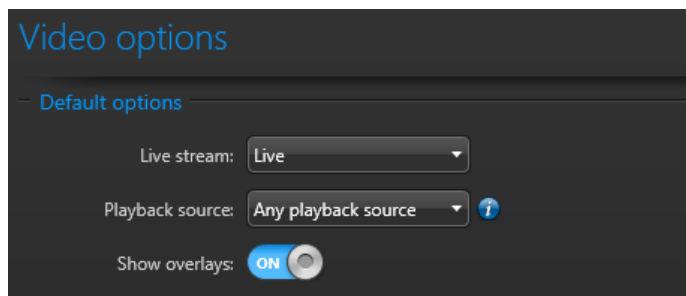 Video options
Default options
Live stream: Live
Playback source: Any playback source i
Show overlays: ON